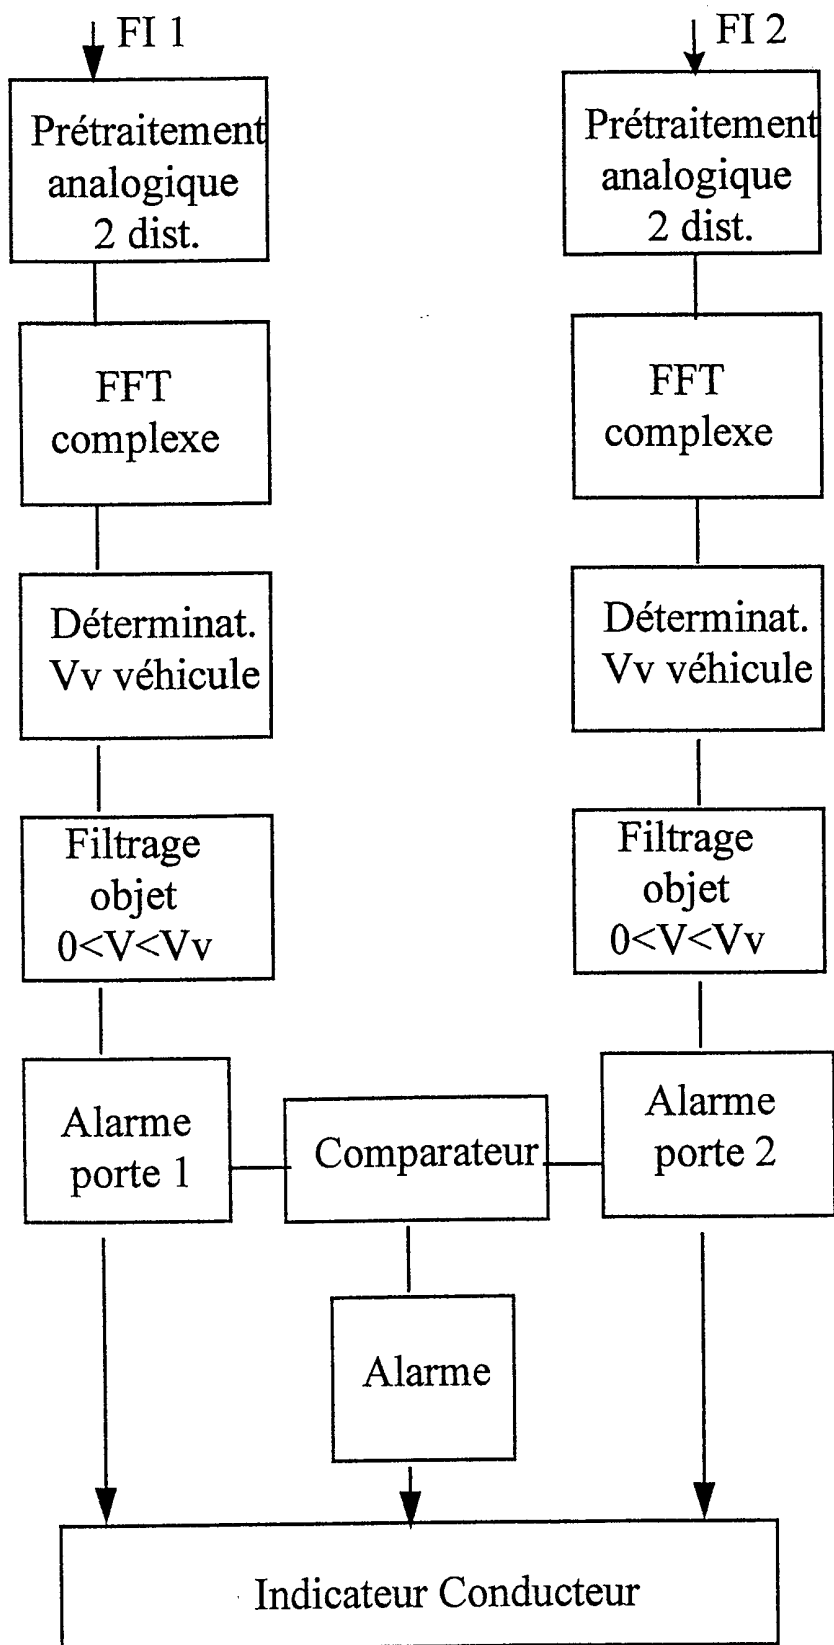 FI 1
Prétraitement
analogique
2 dist.
FFT
complexe
Déterminat.
Vv véhicule
Filtrage
objet
0<V<Vv
Alarme
porte 1
FI 2
Prétraitement
analogique
2 dist.
FFT
complexe
Déterminat.
Vv véhicule
Filtrage
objet
0<V<Vv
Alarme
porte 2
Comparateur
Alarme
Indicateur Conducteur